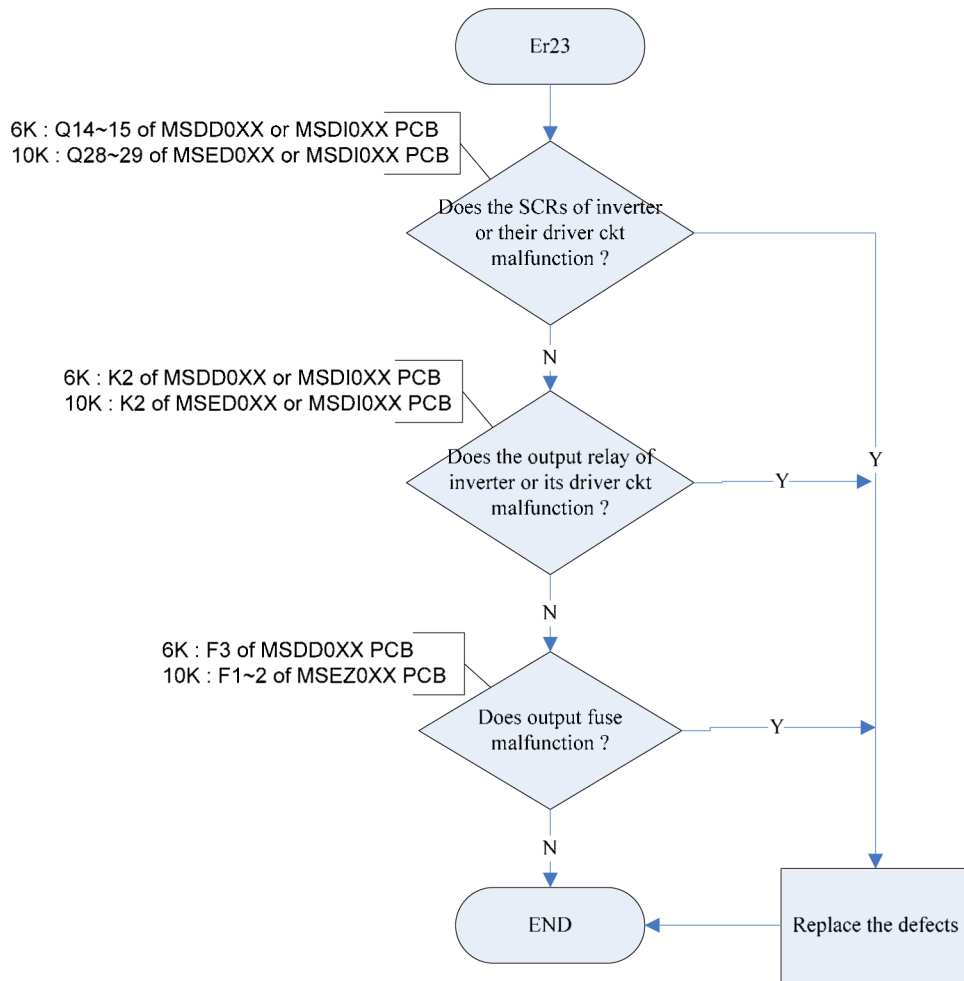 Er23
6K : Q14~15 of MSDD0XX or MSDI0XX PCB
10K : Q28~29 of MSED0XX or MSDI0XX PCB
Does the SCRs of inverter
or their driver ckt
malfunction ?
N
Y
6K : K2 of MSDD0XX or MSDI0XX PCB
10K : K2 of MSED0XX or MSDI0XX PCB
Does the output relay of
inverter or its driver ckt
malfunction ?
Y
N
6K : F3 of MSDD0XX PCB
10K : F1~2 of MSEZ0XX PCB
Does output fuse
malfunction ?
Y
N
END
Replace the defects